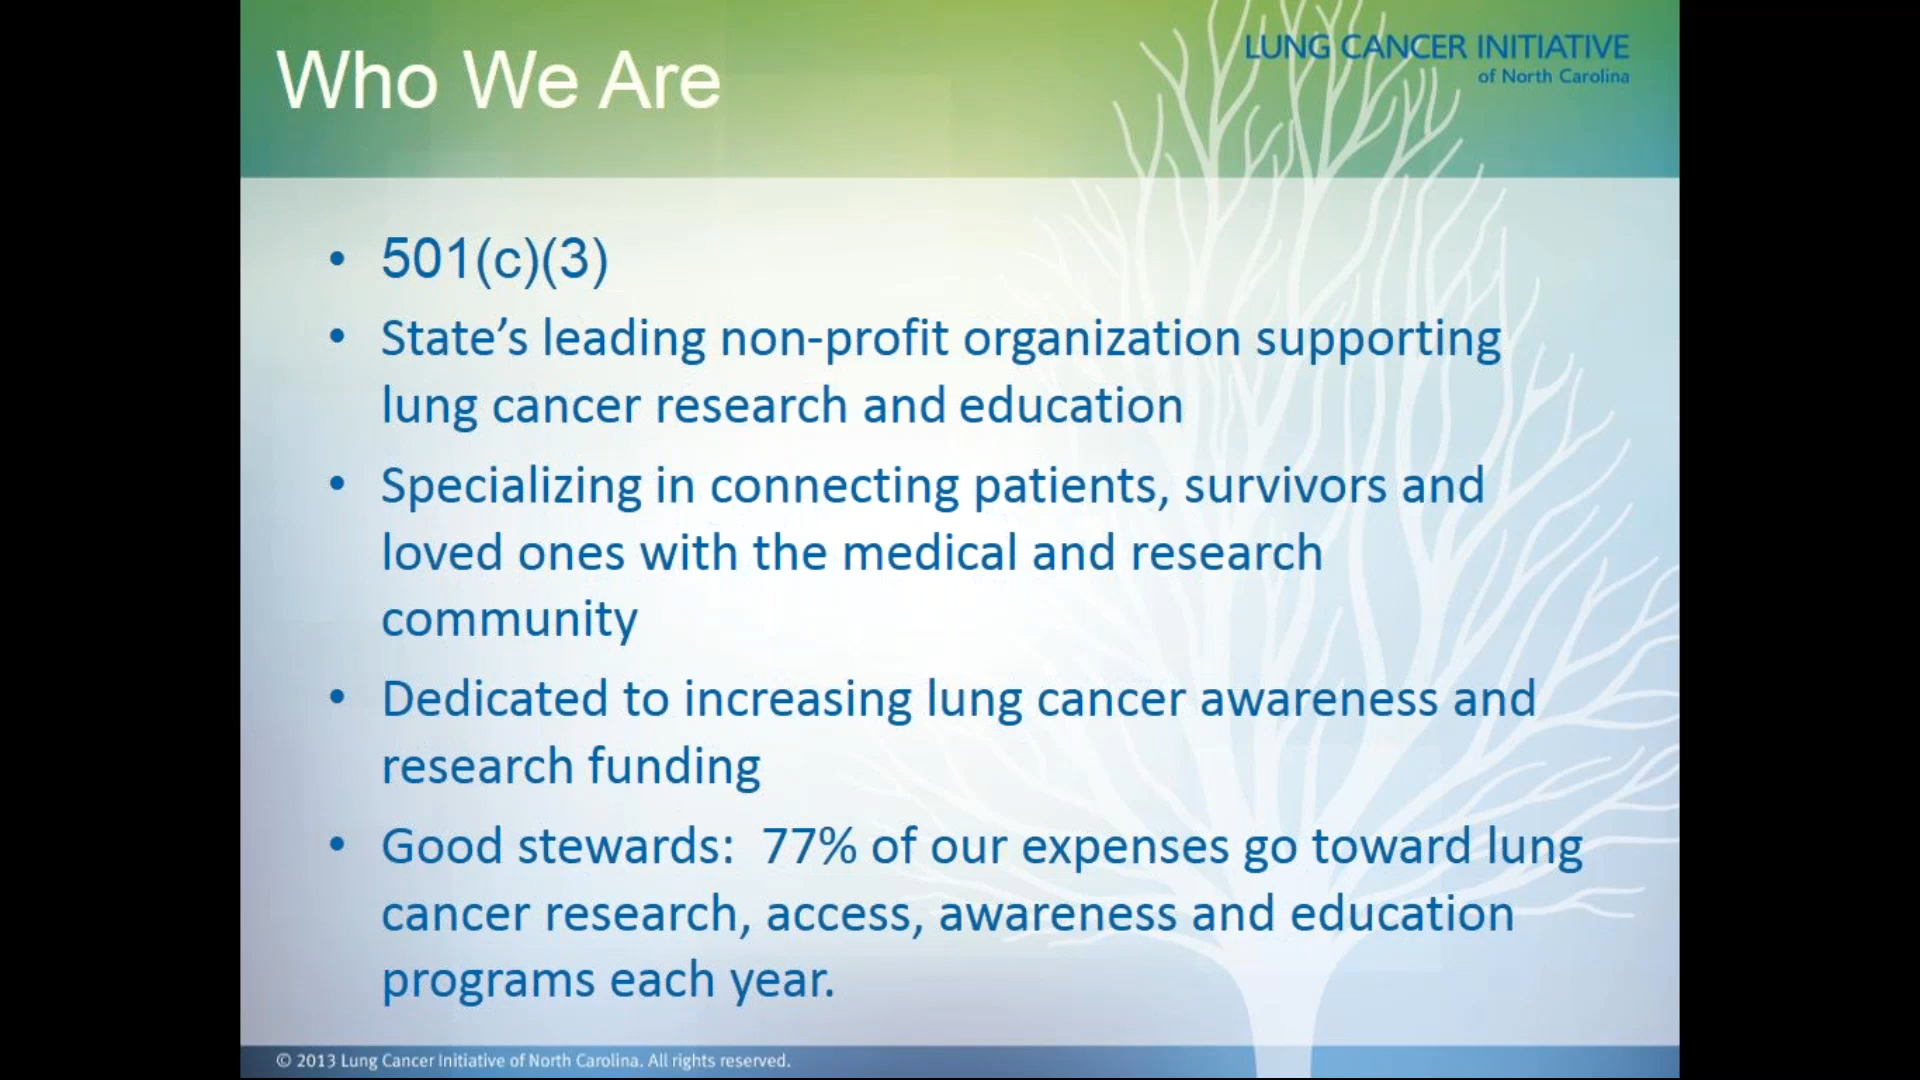 Who We Are
LUNG CANCER INITIATIVE
of North Carolina
• 501(c)(3)
• State’s leading non-profit organization supporting
lung cancer research and education
• Specializing in connecting patients, survivors and
loved ones with the medical and research
community
• Dedicated to increasing lung cancer awareness and
research funding
• Good stewards:  77% of our expenses go toward lung
cancer research, access, awareness and education
programs each year.
© 2013 Lung Cancer Initiative of North Carolina. All rights reserved.